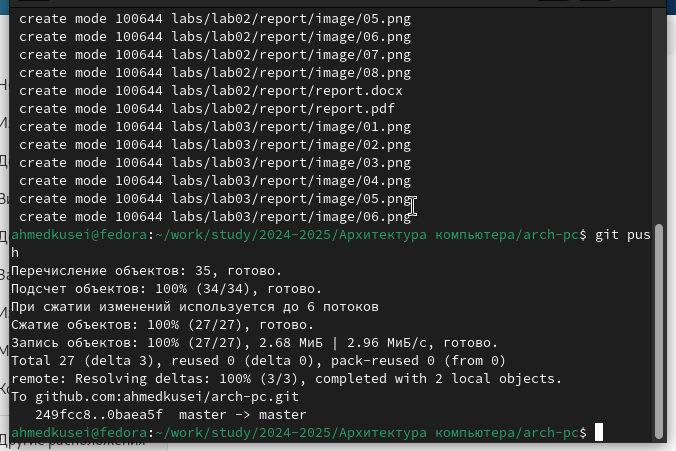 create mode 100644 labs/lab02/report/image/05.png
create mode 100644 labs/lab02/report/image/06.png
create mode 100644 labs/lab02/report/image/07.png
create mode 100644 labs/lab02/report/image/08.png
create mode 100644 labs/lab02/report/report.docx
create mode 100644 labs/lab02/report/report.pdf
create mode 100644 labs/lab03/report/image/01.png
create mode 100644 labs/lab03/report/image/02.png
create mode 100644 labs/lab03/report/image/03.png
create mode 100644 labs/lab03/report/image/04.png
create mode 100644 labs/lab03/report/image/05.png
create mode 100644 labs/lab03/report/image/06.png
ahmedkusei@fedora:~/work/study/2024-2025/Архитектура компьютера/arch-pc$ git pus
h
Перечисление объектов: 35, готово.
Подсчет объектов: 100% (34/34), готово.
При сжатии изменений используется до 6 потоков
Сжатие объектов: 100% (27/27), готово.
Запись объектов: 100% (27/27), 2.68 МиБ | 2.96 МиБ/с, готово.
Total 27 (delta 3), reused 0 (delta 0), pack-reused 0 (from 0)
remote: Resolving deltas: 100% (3/3), completed with 2 local objects.
To github.com:ahmedkusei/arch-pc.git
249fcc8..0baea5f  master -> master
ahmedkusei@fedora:~/work/study/2024-2025/Архитектура компьютера/arch-pc$